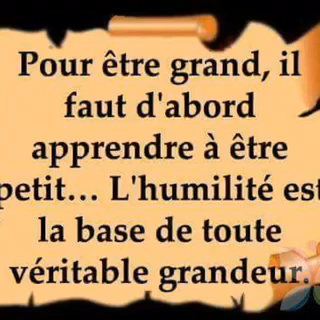 Pour être grand, il
faut d'abord
apprendre à être
petit... L'humilité est
la base de toute
véritable grandeur.